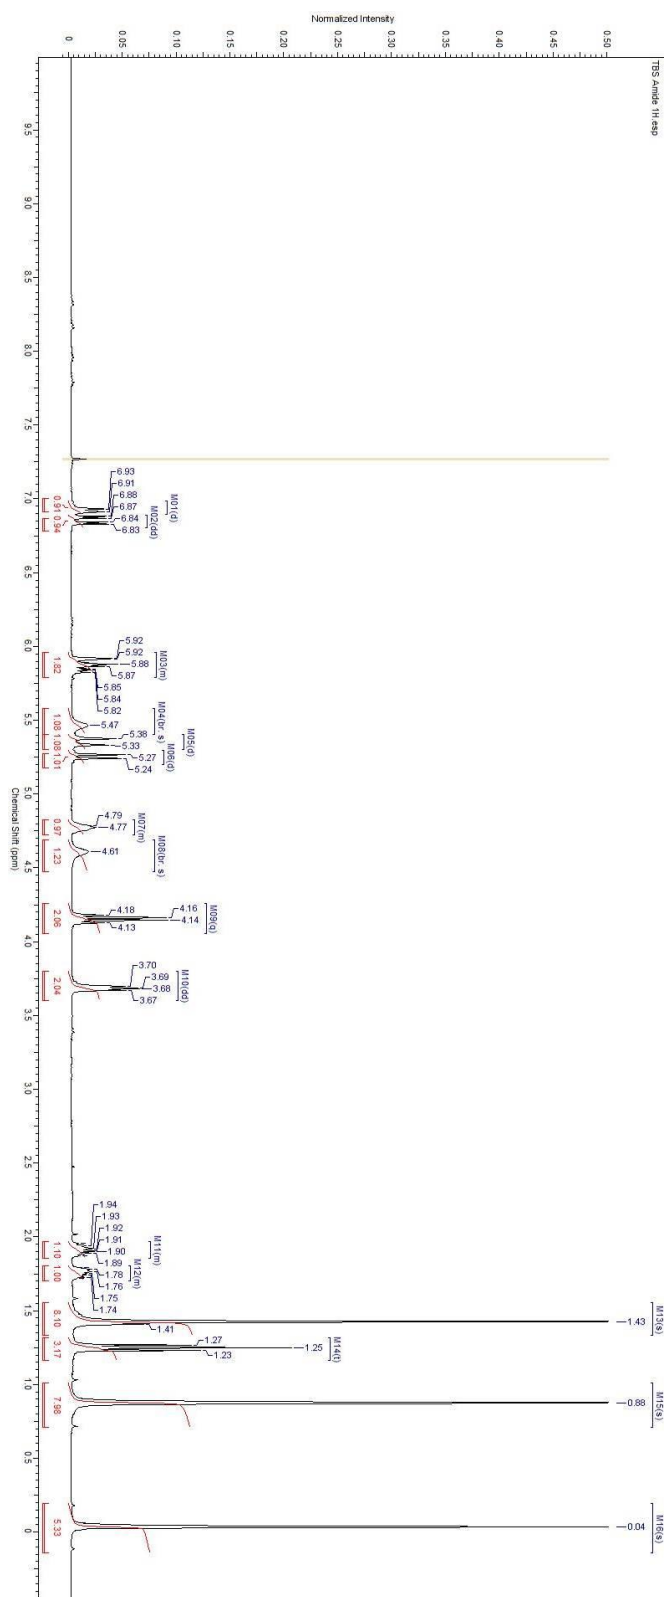 TBS Amide 1H.esp
Normalized Intensity
0.50
0.45
0.40
0.35
0.30
0.25
0.20
0.15
0.10
0.05
0
M01(d)
M02(dd)
M03(m)
M04(br. s)
M05(d)
M06(d)
M07(m)
M08(br. s)
M09(q)
M10(dd)
M11(m)
M12(m)
M13(s)
M14(t)
M15(s)
M16(s)
6.93
6.91
6.88
6.87
6.84
6.83
5.92
5.92
5.88
5.87
5.85
5.84
5.82
5.47
5.38
5.33
5.27
5.24
4.79
4.77
4.61
4.18
4.16
4.14
4.13
3.70
3.69
3.68
3.67
1.94
1.93
1.92
1.91
1.90
1.89
1.78
1.76
1.75
1.74
1.43
1.41
1.27
1.25
1.23
0.88
0.04
0.91 0.94 1.82 1.08 1.08 1.01 0.97 1.23 2.06 2.04 1.10 1.00 8.10 3.17 7.98 5.33
9.5 9.0 8.5 8.0 7.5 7.0 6.5 6.0 5.5 5.0 4.5 4.0 3.5 3.0 2.5 2.0 1.5 1.0 0.5 0
Chemical Shift (ppm)